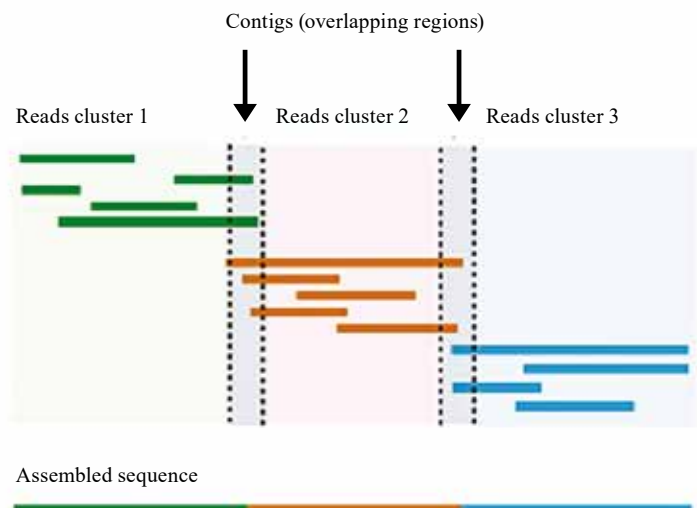 Contigs (overlapping regions)
Reads cluster 1
Reads cluster 2
Reads cluster 3
Assembled sequence